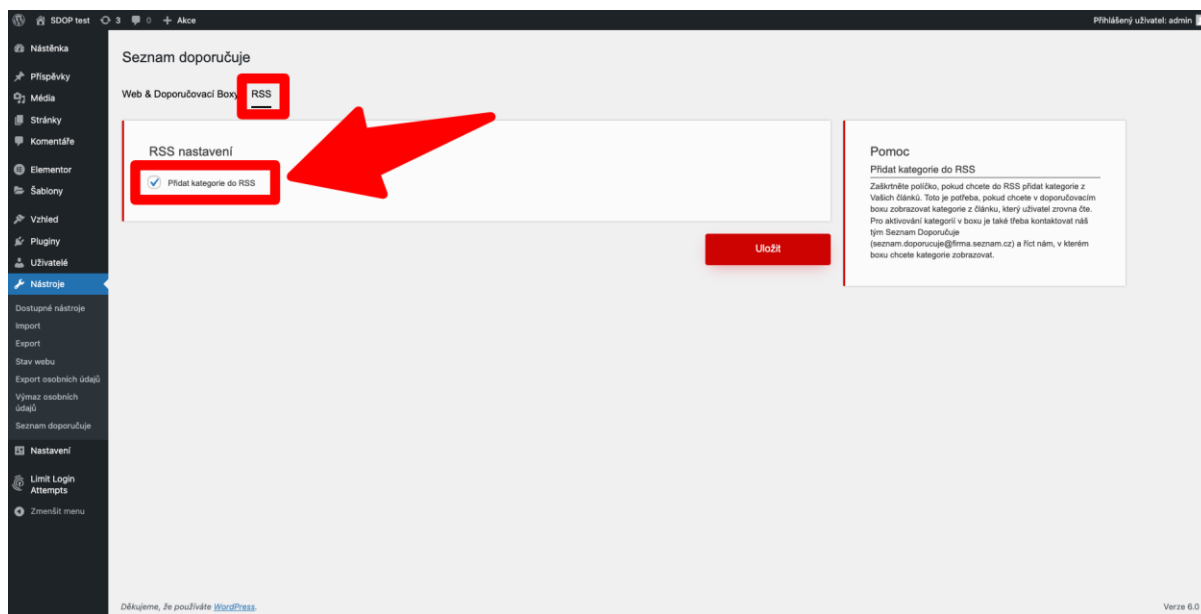 SDOP test 3 0 + Akce Přihlášený uživatel: admin
Nástěnka
Příspěvky
Média
Stránky
Komentáře
Elementor
Šablony
Vzhled
Pluginy
Uživatelé
Nástroje
Dostupné nástroje
Import
Export
Stav webu
Export osobních údajů
Výmaz osobních
údajů
Seznam doporučuje
Nastavení
Limit Login
Attempts
Zmenšit menu
Seznam doporučuje
Web & Doporučovací Boxy RSS
RSS nastavení
Přidat kategorie do RSS
Uložit
Pomoc
Přidat kategorie do RSS
Zaškrtněte políčko, pokud chcete do RSS přidat kategorie z
Vašich článků. Toto je potřeba, pokud chcete v doporučovacím
boxu zobrazovat kategorie z článku, který uživatel zrovna čte.
Pro aktivování kategorií v boxu je také třeba kontaktovat náš
tým Seznam Doporučuje
(seznam.doporucuje@firma.seznam.cz) a říct nám, v kterém
boxu chcete kategorie zobrazovat.
Děkujeme, že používáte WordPress. Verze 6.0